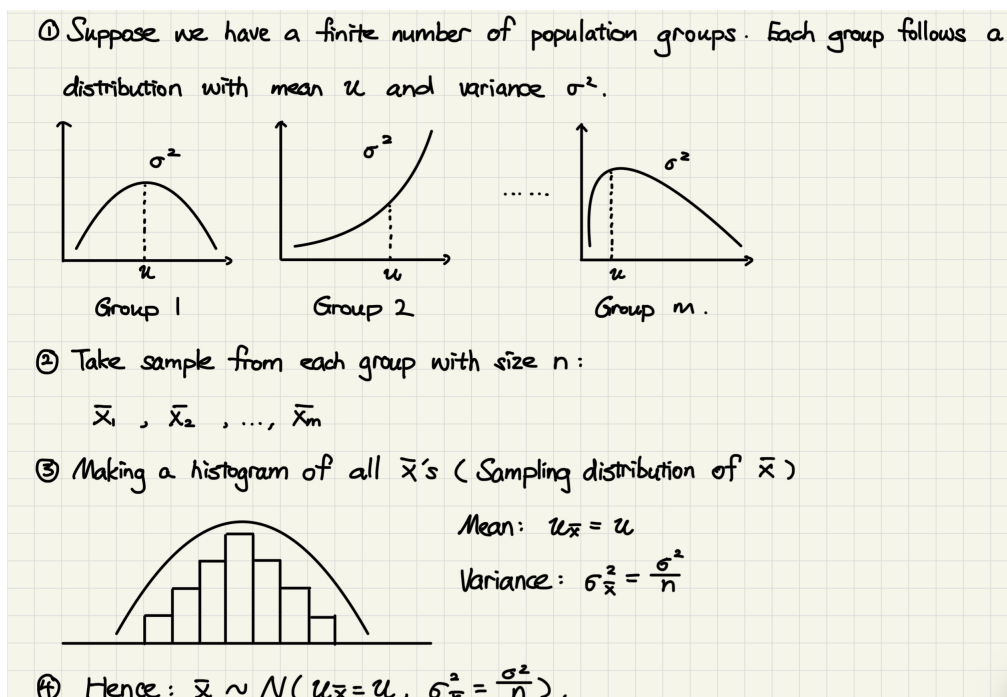 ① Suppose we have a finite number of population groups. Each group follows a
distribution with mean u and variance σ².
σ² σ² ...... σ²
u u u
Group 1 Group 2 Group m.
② Take sample from each group with size n:
x̄₁ , x̄₂ , ..., x̄m
③ Making a histogram of all x̄'s (Sampling distribution of x̄)
Mean: u_x̄ = u
Variance: σ²_x̄ = σ²/n
④ Hence: x̄ ~ N(u_x̄ = u, σ²_x̄ = σ²/n).